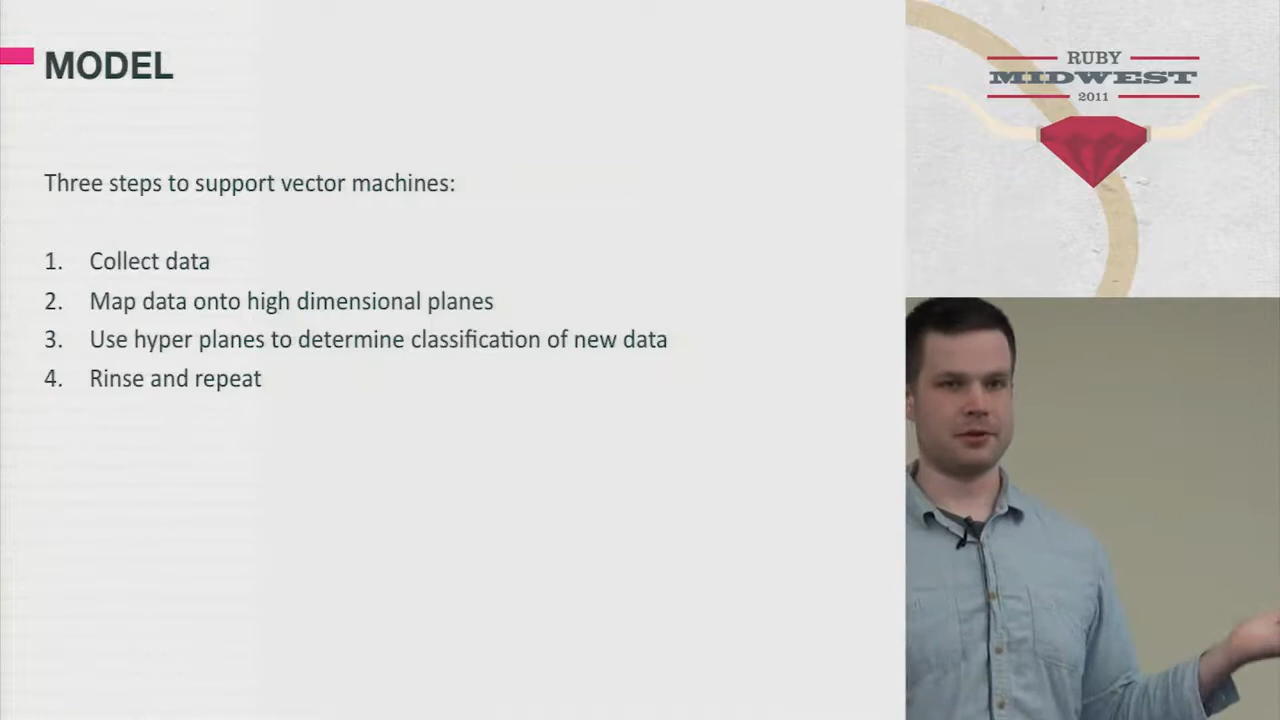 MODEL
Three steps to support vector machines:
1. Collect data
2. Map data onto high dimensional planes
3. Use hyper planes to determine classification of new data
4. Rinse and repeat
RUBY
MIDWEST
2011